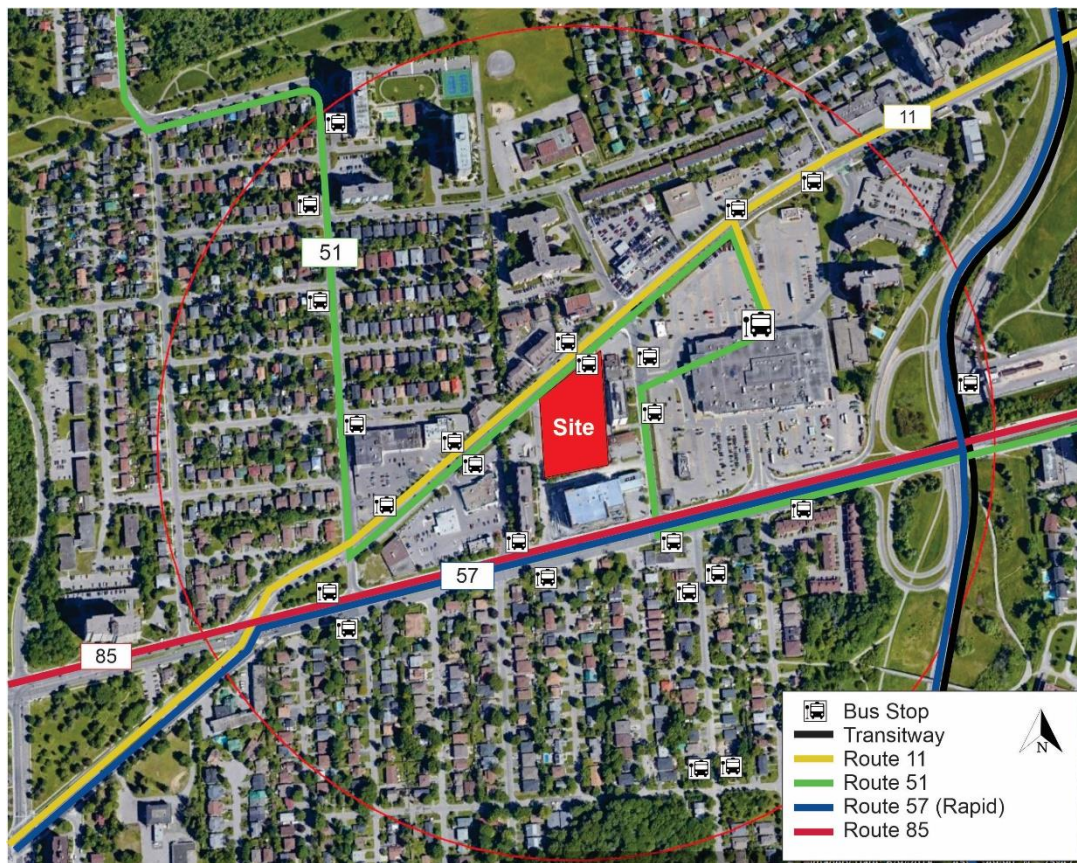 11
51
Site
57
85
Bus Stop
Transitway
Route 11
Route 51
Route 57 (Rapid)
Route 85
N